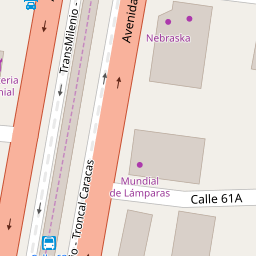 TransMilenio -
Avenida
Nebraska
Troncal Caracas
Mundial
de Lámparas
Calle 61A